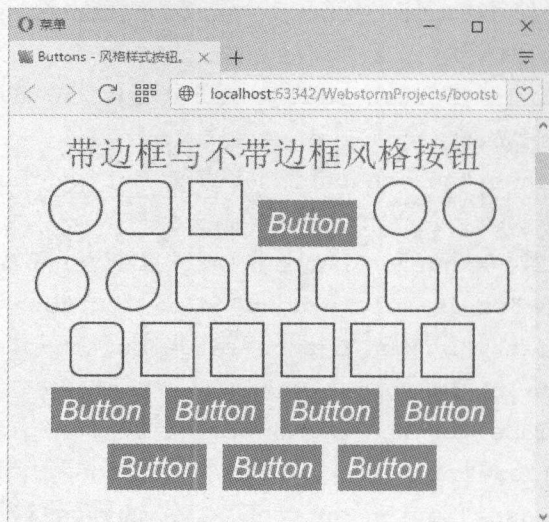 菜单
Buttons - 风格样式按钮。
localhost:63342/WebstormProjects/bootst
带边框与不带边框风格按钮
Button
Button Button Button Button
Button Button Button